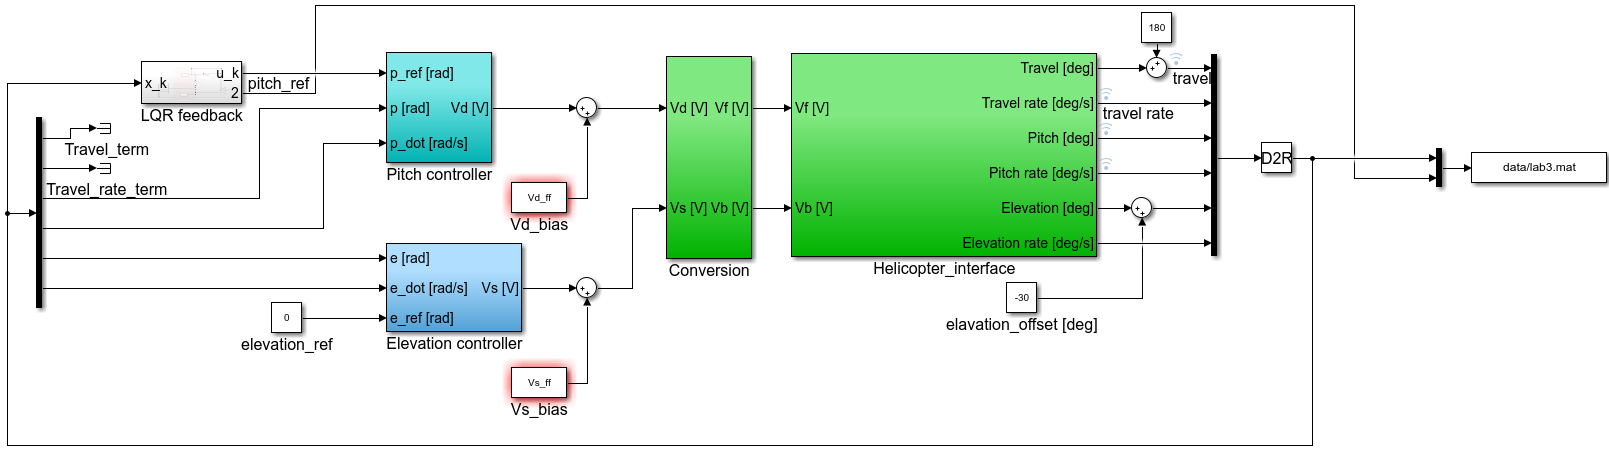 180
travel
x_k
u_k
2
pitch_ref
LQR feedback
p_ref [rad]
p [rad]
p_dot [rad/s]
Vd [V]
Pitch controller
Travel_term
Travel_rate_term
Vd_ff
Vd_bias
e [rad]
e_dot [rad/s]
e_ref [rad]
Vs [V]
Elevation controller
0
elevation_ref
Vs_ff
Vs_bias
Vd [V]
Vf [V]
Vs [V]
Vb [V]
Conversion
Vf [V]
Vb [V]
Travel [deg]
Travel rate [deg/s]
travel rate
Pitch [deg]
Pitch rate [deg/s]
Elevation [deg]
Elevation rate [deg/s]
Helicopter_interface
-30
elavation_offset [deg]
D2R
data/lab3.mat